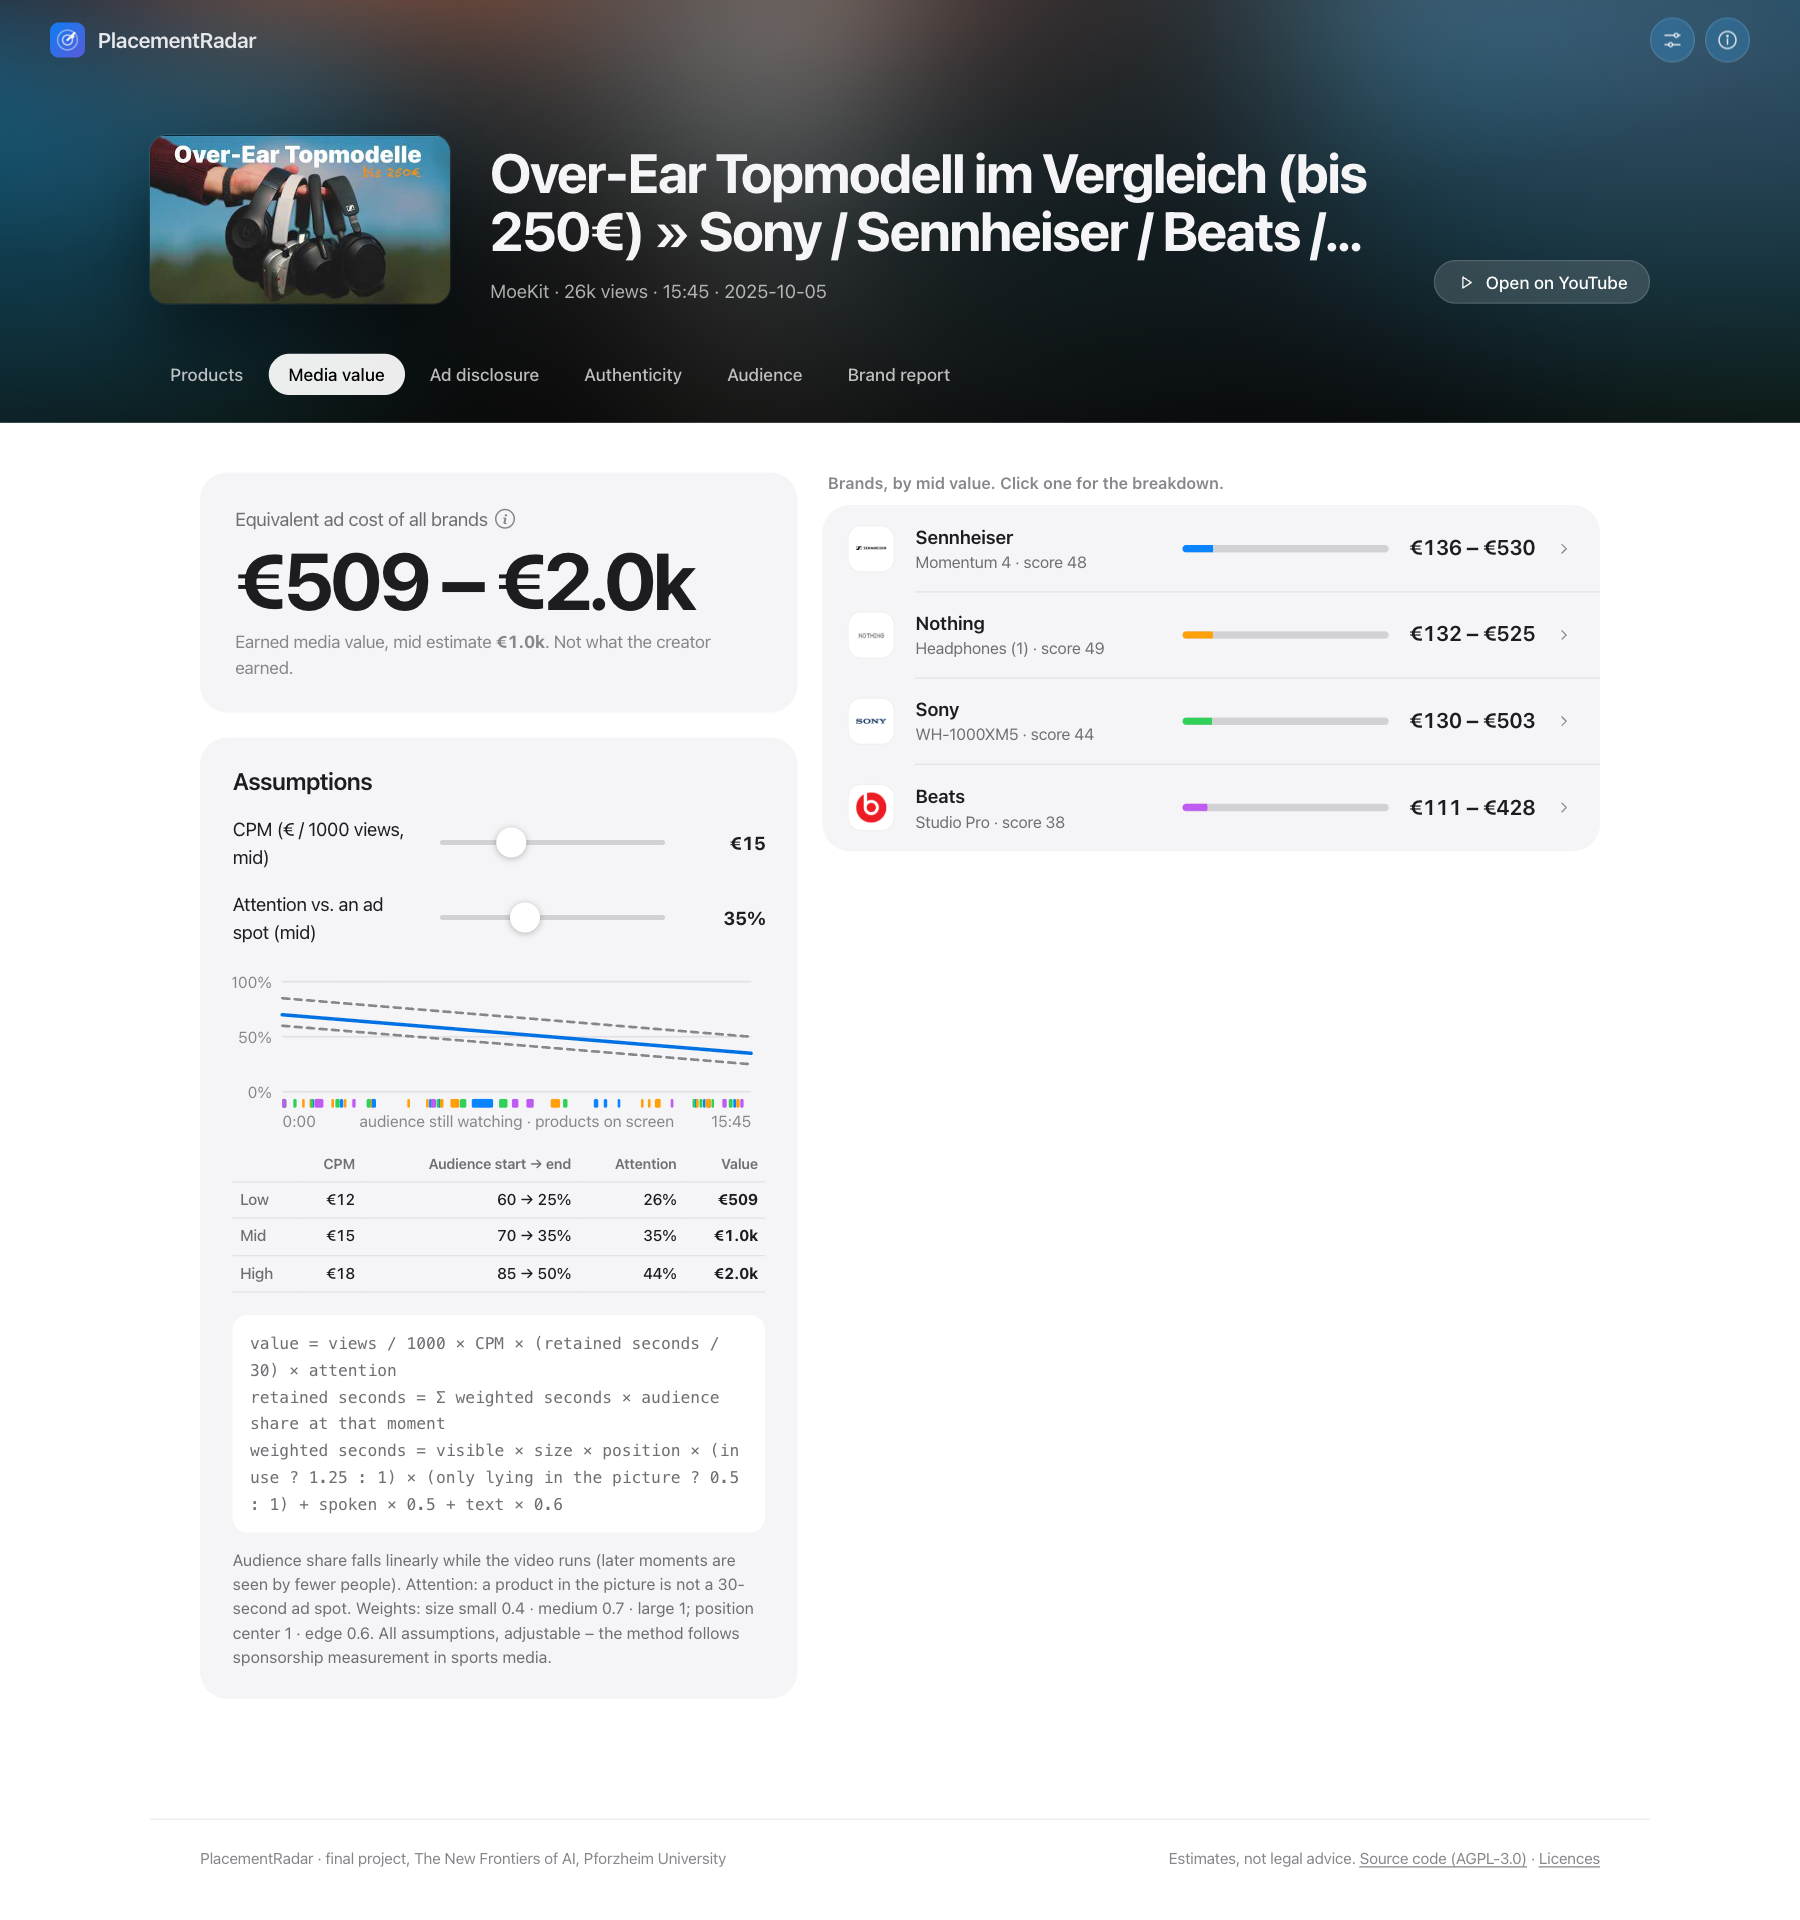 PlacementRadar
Over-Ear Topmodelle
bis 250€
Over-Ear Topmodell im Vergleich (bis
250€) » Sony / Sennheiser / Beats /...
MoeKit · 26k views · 15:45 · 2025-10-05
Open on YouTube
Products
Media value
Ad disclosure
Authenticity
Audience
Brand report
Equivalent ad cost of all brands
€509 – €2.0k
Earned media value, mid estimate €1.0k. Not what the creator
earned.
Assumptions
CPM (€ / 1000 views,
mid)
€15
Attention vs. an ad
spot (mid)
35%
100%
50%
0%
0:00 audience still watching · products on screen 15:45
CPM Audience start → end Attention Value
Low €12 60 → 25% 26% €509
Mid €15 70 → 35% 35% €1.0k
High €18 85 → 50% 44% €2.0k
value = views / 1000 × CPM × (retained seconds /
30) × attention
retained seconds = Σ weighted seconds × audience
share at that moment
weighted seconds = visible × size × position × (in
use ? 1.25 : 1) × (only lying in the picture ? 0.5
: 1) + spoken × 0.5 + text × 0.6
Audience share falls linearly while the video runs (later moments are
seen by fewer people). Attention: a product in the picture is not a 30-
second ad spot. Weights: size small 0.4 · medium 0.7 · large 1; position
center 1 · edge 0.6. All assumptions, adjustable – the method follows
sponsorship measurement in sports media.
Brands, by mid value. Click one for the breakdown.
SENNHEISER
Sennheiser
Momentum 4 · score 48
€136 – €530
NOTHING
Nothing
Headphones (1) · score 49
€132 – €525
SONY
Sony
WH-1000XM5 · score 44
€130 – €503
Beats
Studio Pro · score 38
€111 – €428
PlacementRadar · final project, The New Frontiers of AI, Pforzheim University
Estimates, not legal advice. Source code (AGPL-3.0) · Licences